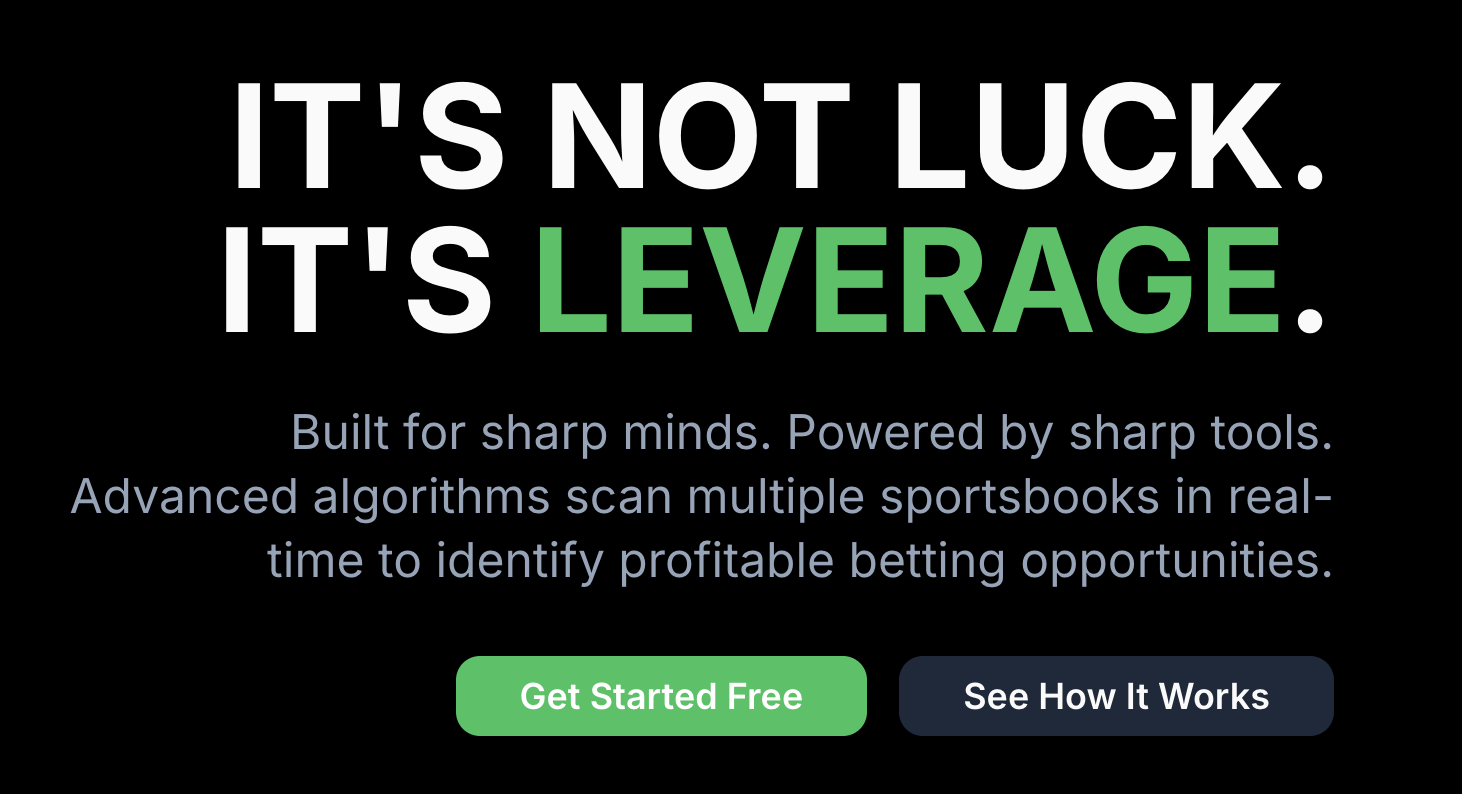 IT'S NOT LUCK.
IT'S LEVERAGE.
Built for sharp minds. Powered by sharp tools.
Advanced algorithms scan multiple sportsbooks in real-
time to identify profitable betting opportunities.
Get Started Free
See How It Works